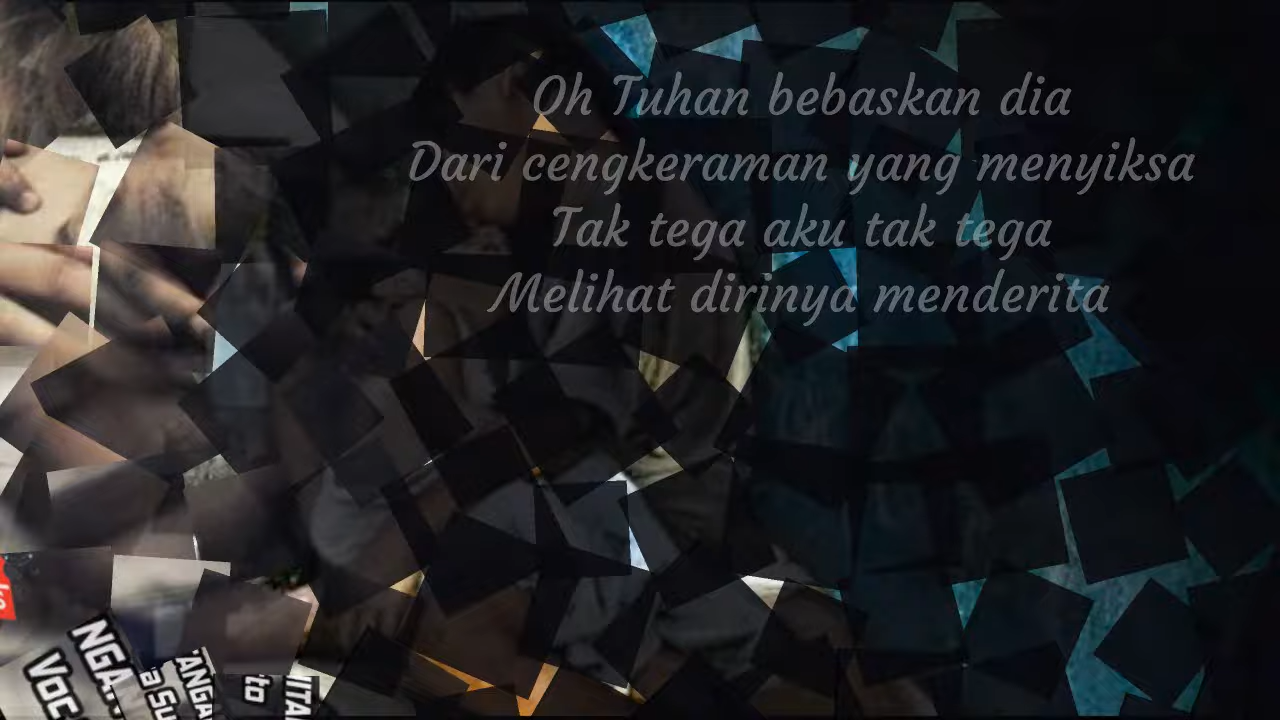 Oh Tuhan bebaskan dia
Dari cengkeraman yang menyiksa
Tak tega aku tak tega
Melihat dirinya menderita